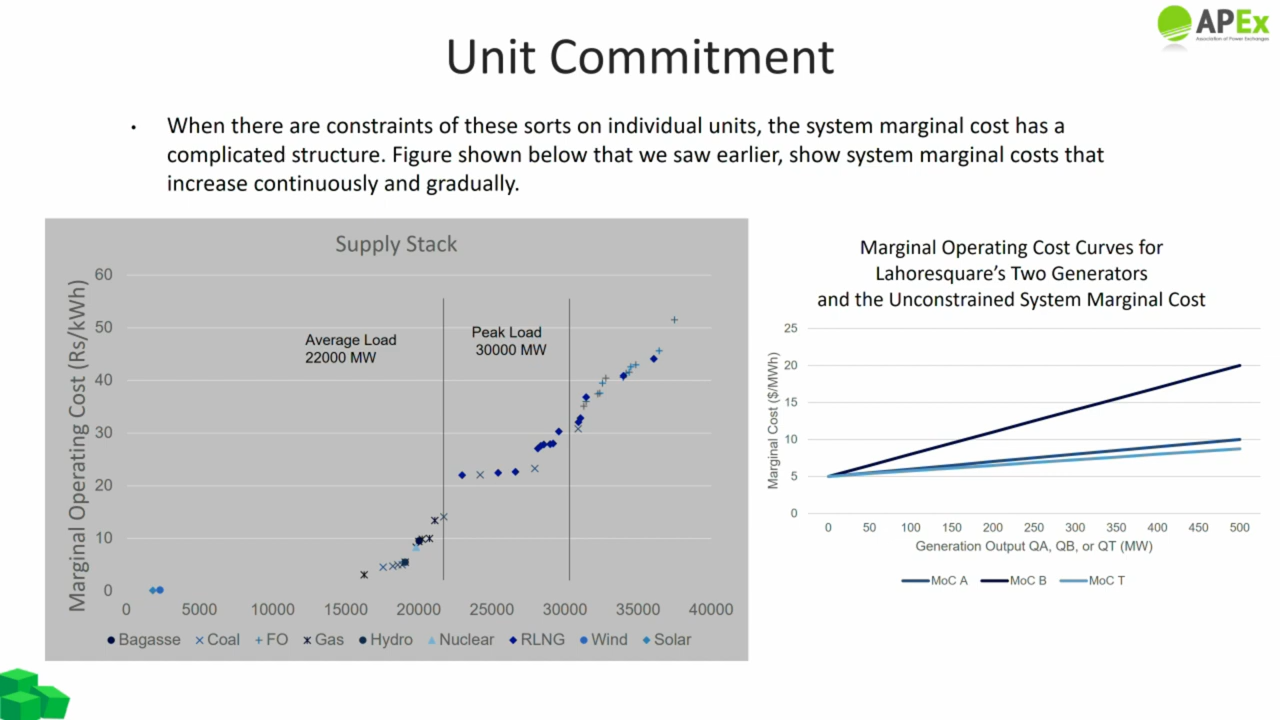 APEx
Association of Power Exchanges
Unit Commitment
• When there are constraints of these sorts on individual units, the system marginal cost has a
complicated structure. Figure shown below that we saw earlier, show system marginal costs that
increase continuously and gradually.
Supply Stack
Marginal Operating Cost (Rs/kWh)
60
50
40
30
20
10
0
Average Load
22000 MW
Peak Load
30000 MW
0 5000 10000 15000 20000 25000 30000 35000 40000
Bagasse Coal FO Gas Hydro Nuclear RLNG Wind Solar
Marginal Operating Cost Curves for
Lahoresquare's Two Generators
and the Unconstrained System Marginal Cost
Marginal Cost ($/MWh)
25
20
15
10
5
0
0 50 100 150 200 250 300 350 400 450 500
Generation Output QA, QB, or QT (MW)
MoC A MoC B MoC T